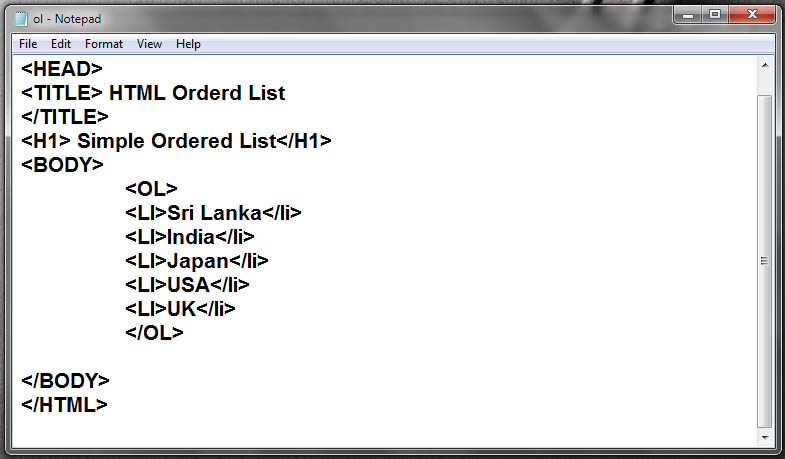 ol - Notepad
File Edit Format View Help
<HEAD>
<TITLE> HTML Orderd List
</TITLE>
<H1> Simple Ordered List</H1>
<BODY>
<OL>
<LI>Sri Lanka</li>
<LI>India</li>
<LI>Japan</li>
<LI>USA</li>
<LI>UK</li>
</OL>
</BODY>
</HTML>